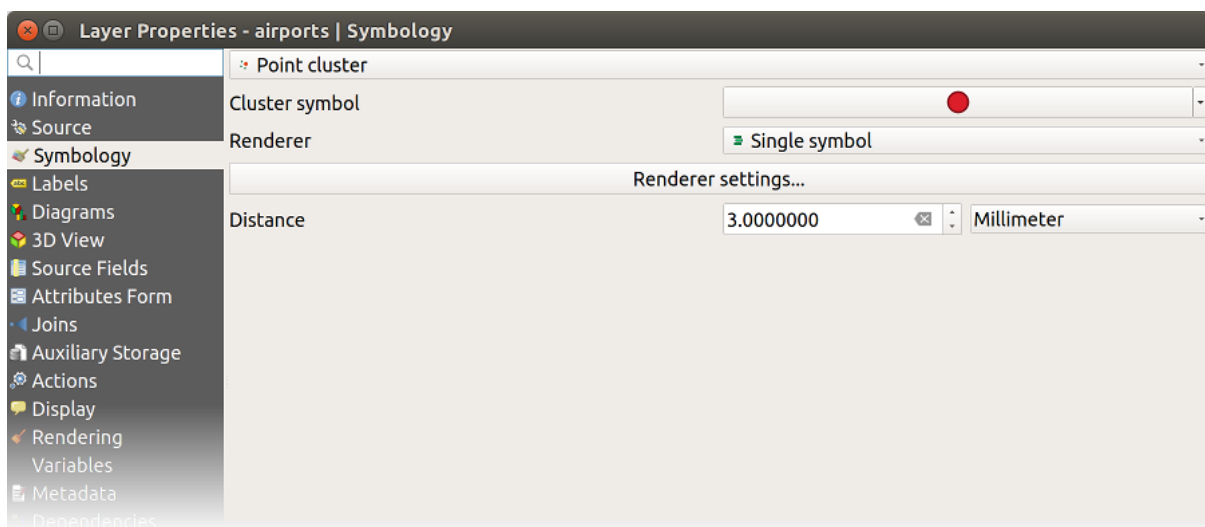 Layer Properties - airports | Symbology
Information
Source
Symbology
Labels
Diagrams
3D View
Source Fields
Attributes Form
Joins
Auxiliary Storage
Actions
Display
Rendering
Variables
Metadata
Dependencies
Point cluster
Cluster symbol
Renderer
Single symbol
Renderer settings...
Distance
3.0000000
Millimeter